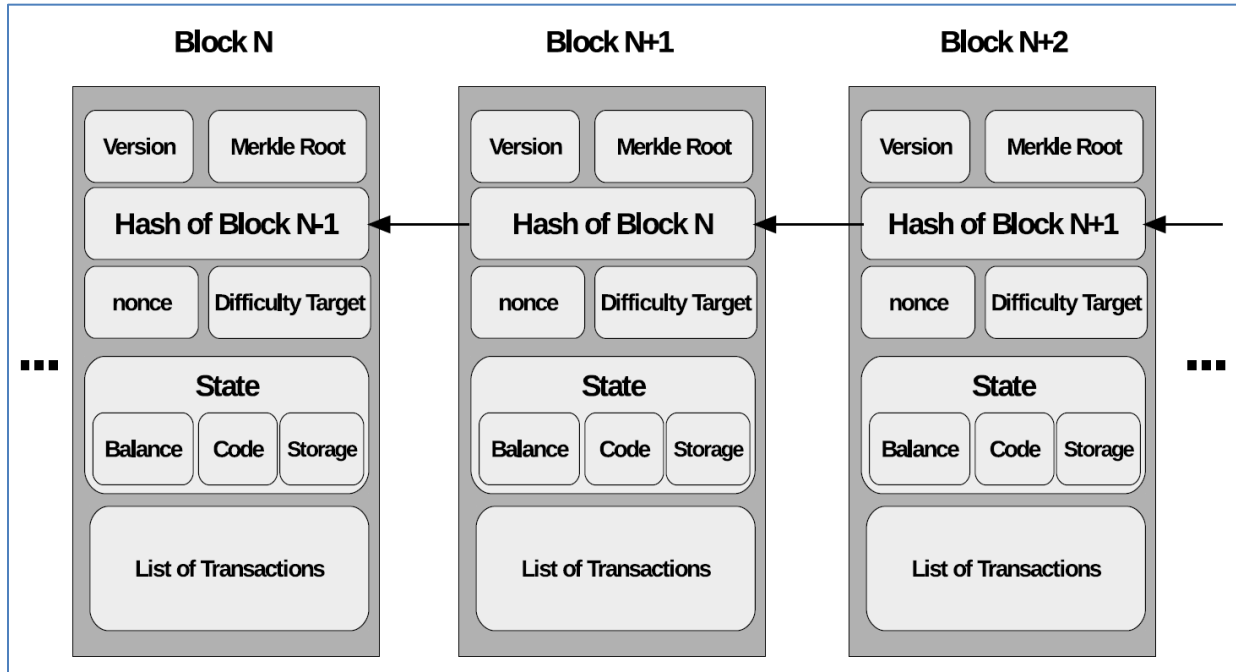 Block N
Block N+1
Block N+2
Version
Merkle Root
Version
Merkle Root
Version
Merkle Root
Hash of Block N-1
Hash of Block N
Hash of Block N+1
nonce
Difficulty Target
nonce
Difficulty Target
nonce
Difficulty Target
...
...
State
State
State
Balance
Code
Storage
Balance
Code
Storage
Balance
Code
Storage
List of Transactions
List of Transactions
List of Transactions